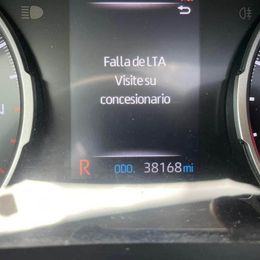 Falla de LTA
Visite su
concesionario
R ODO. 38168 mi